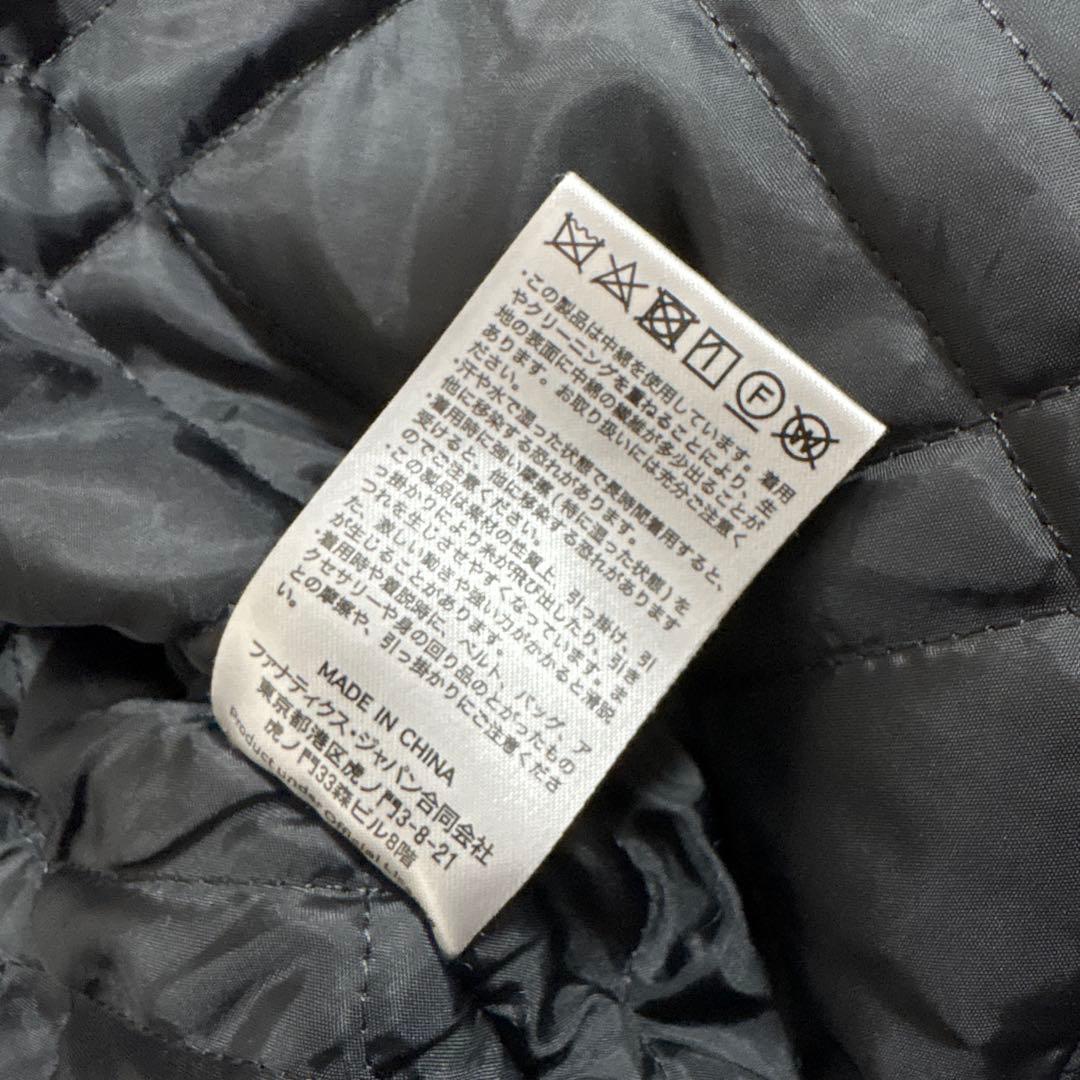 F
W
・この製品は中綿を使用しています。着用
やクリーニングを重ねることにより、生
地の表面に中綿の繊維が多少出ることが
あります。お取り扱いには充分ご注意く
ださい。
・汗や水で湿った状態で長時間着用すると、
他に移染する恐れがあります。
・着用時に強い摩擦(特に湿った状態)を
受けると、他に移染する恐れがあります
のでご注意ください。
・この製品は素材の性質上、引っ掛け、引
っ掛かりにより糸が飛び出したり、引き
つれを生じさせやすくなっています。ま
た、激しい動きや強い力がかかると滑脱
が生じることがあります。
・着用時や着脱時に、ベルト、バッグ、ア
クセサリーや身の回り品のとがったもの
との摩擦や、引っ掛かりにご注意くださ
い。
MADE IN CHINA
ファナティクス・ジャパン合同会社
東京都港区虎ノ門3-8-21
虎ノ門33森ビル8階
Product under Official